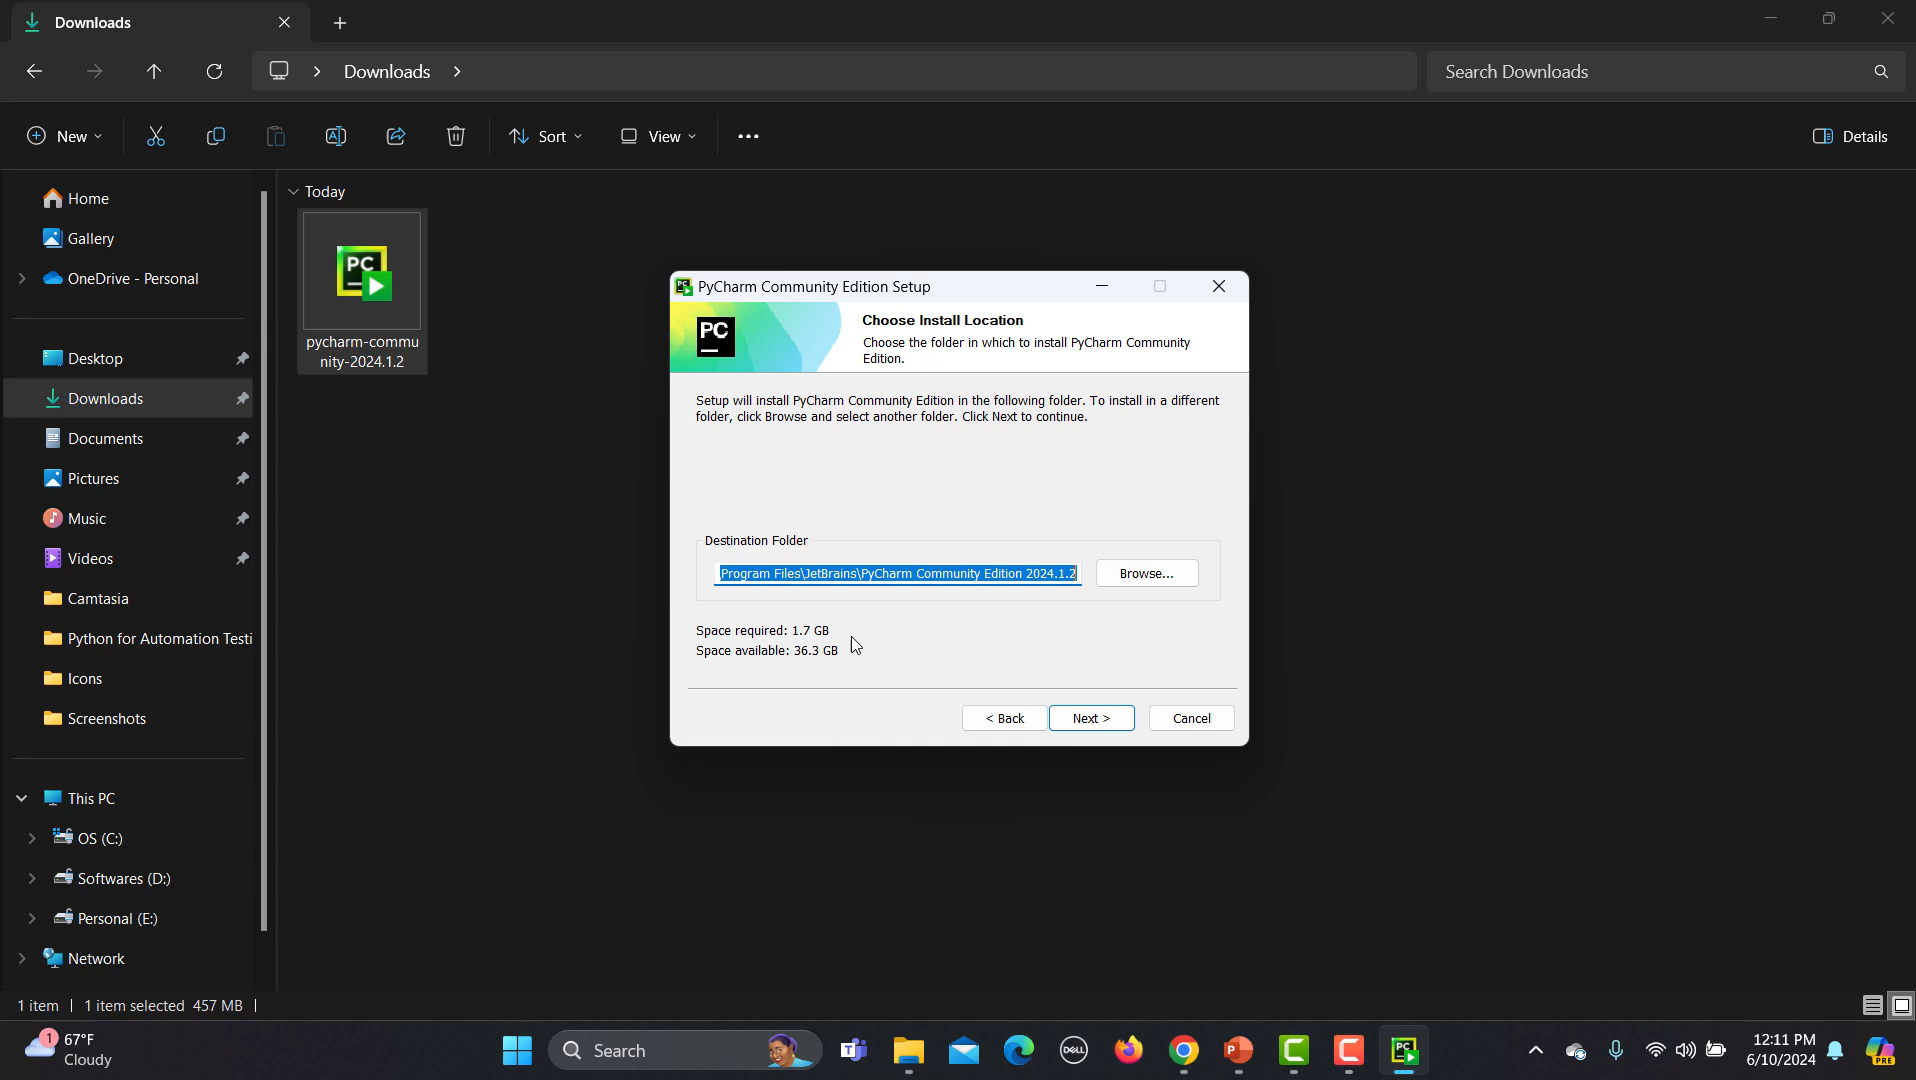 Downloads
Downloads
Search Downloads
New
Sort
View
Details
Home
Gallery
OneDrive - Personal
Desktop
Downloads
Documents
Pictures
Music
Videos
Camtasia
Python for Automation Testi
Icons
Screenshots
This PC
OS (C:)
Softwares (D:)
Personal (E:)
Network
Today
PC
pycharm-commu
nity-2024.1.2
PyCharm Community Edition Setup
PC
Choose Install Location
Choose the folder in which to install PyCharm Community
Edition.
Setup will install PyCharm Community Edition in the following folder. To install in a different
folder, click Browse and select another folder. Click Next to continue.
Destination Folder
Program Files\JetBrains\PyCharm Community Edition 2024.1.2
Browse...
Space required: 1.7 GB
Space available: 36.3 GB
< Back
Next >
Cancel
1 item
1 item selected 457 MB
1
67°F
Cloudy
Search
DELL
PC
12:11 PM
6/10/2024
PRE